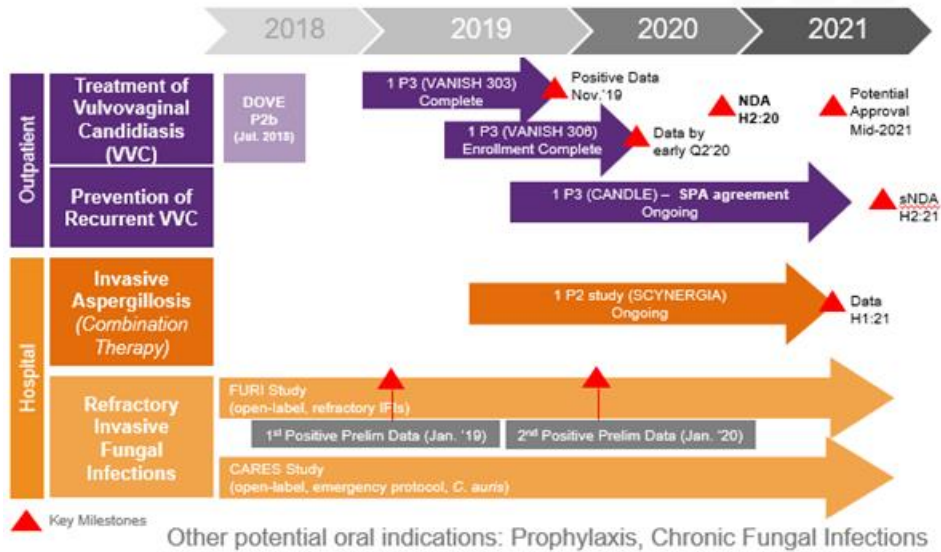 2018 2019 2020 2021
Outpatient
Treatment of
Vulvovaginal
Candidiasis
(VVC)
DOVE
P2b
(Jul. 2018)
1 P3 (VANISH 303)
Complete
Positive Data
Nov.'19
1 P3 (VANISH 306)
Enrollment Complete
Data by
early Q2'20
NDA
H2:20
Potential
Approval
Mid-2021
Prevention of
Recurrent VVC
1 P3 (CANDLE) – SPA agreement
Ongoing
sNDA
H2:21
Hospital
Invasive
Aspergillosis
(Combination
Therapy)
1 P2 study (SCYNERGIA)
Ongoing
Data
H1:21
Refractory
Invasive
Fungal
Infections
FURI Study
(open-label, refractory IFIs)
1st Positive Prelim Data (Jan. '19)
2nd Positive Prelim Data (Jan. '20)
CARES Study
(open-label, emergency protocol, C. auris)
Key Milestones
Other potential oral indications: Prophylaxis, Chronic Fungal Infections